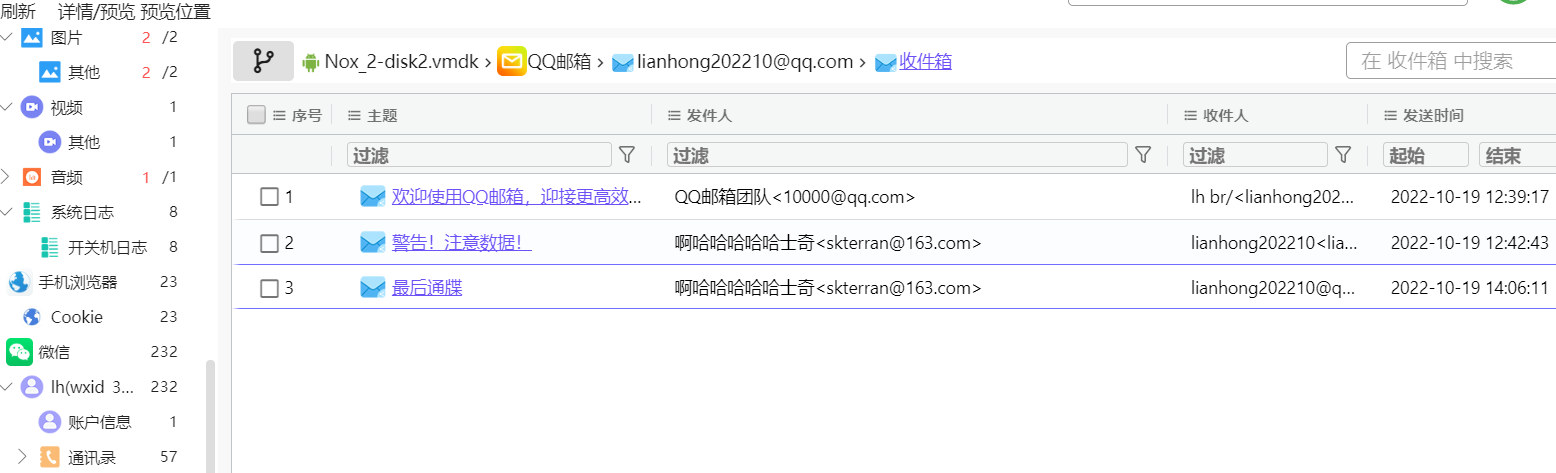 刷新 详情/预览 预览位置
图片 2 /2
其他 2 /2
视频 1
其他 1
音频 1 /1
系统日志 8
开关机日志 8
手机浏览器 23
Cookie 23
微信 232
lh(wxid_3... 232
账户信息 1
通讯录 57
Nox_2-disk2.vmdk › QQ邮箱 › lianhong202210@qq.com › 收件箱
在 收件箱 中搜索
序号 主题 发件人 收件人 发送时间
过滤 过滤 过滤 起始 结束
1 欢迎使用QQ邮箱，迎接更高效... QQ邮箱团队<10000@qq.com> lh br/<lianhong202... 2022-10-19 12:39:17
2 警告！注意数据！ 啊哈哈哈哈哈士奇<skterran@163.com> lianhong202210<lia... 2022-10-19 12:42:43
3 最后通牒 啊哈哈哈哈哈士奇<skterran@163.com> lianhong202210@q... 2022-10-19 14:06:11